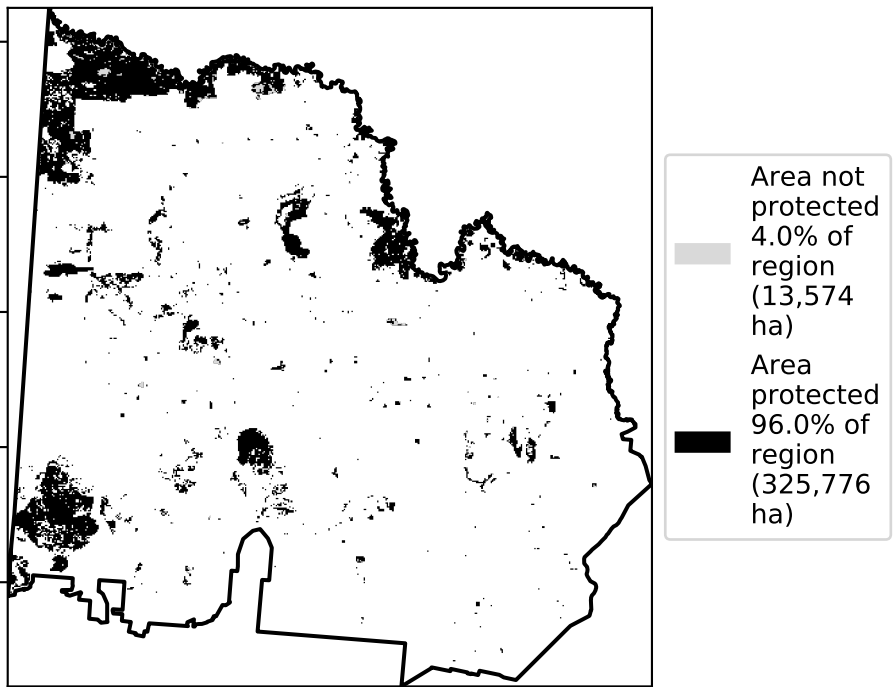 Area not
protected
4.0% of
region
(13,574
ha)
Area
protected
96.0% of
region
(325,776
ha)